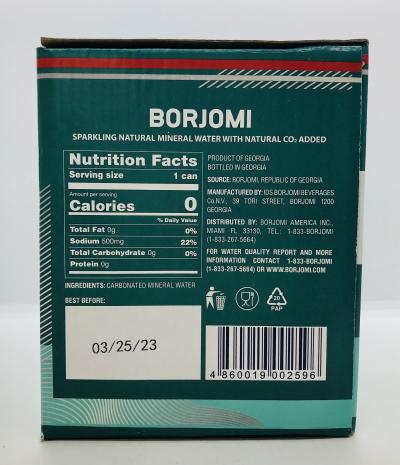 BORJOMI
SPARKLING NATURAL MINERAL WATER WITH NATURAL CO₂ ADDED
Nutrition Facts
Serving size 1 can
Amount per serving
Calories 0
% Daily Value
Total Fat 0g 0%
Sodium 500mg 22%
Total Carbohydrate 0g 0%
Protein 0g
INGREDIENTS: CARBONATED MINERAL WATER
BEST BEFORE:
03/25/23
PRODUCT OF GEORGIA
BOTTLED IN GEORGIA
SOURCE: BORJOMI, REPUBLIC OF GEORGIA
MANUFACTURED BY: IDS BORJOMI BEVERAGES
Co.N.V., 39 TORI STREET, BORJOMI 1200
GEORGIA
DISTRIBUTED BY: BORJOMI AMERICA INC.,
MIAMI FL 33130, TEL.: 1-833-BORJOMI
(1-833-267-5664)
FOR WATER QUALITY REPORT AND MORE
INFORMATION CONTACT 1-833-BORJOMI
(1-833-267-5664) OR WWW.BORJOMI.COM
20
PAP
4 860019 002596